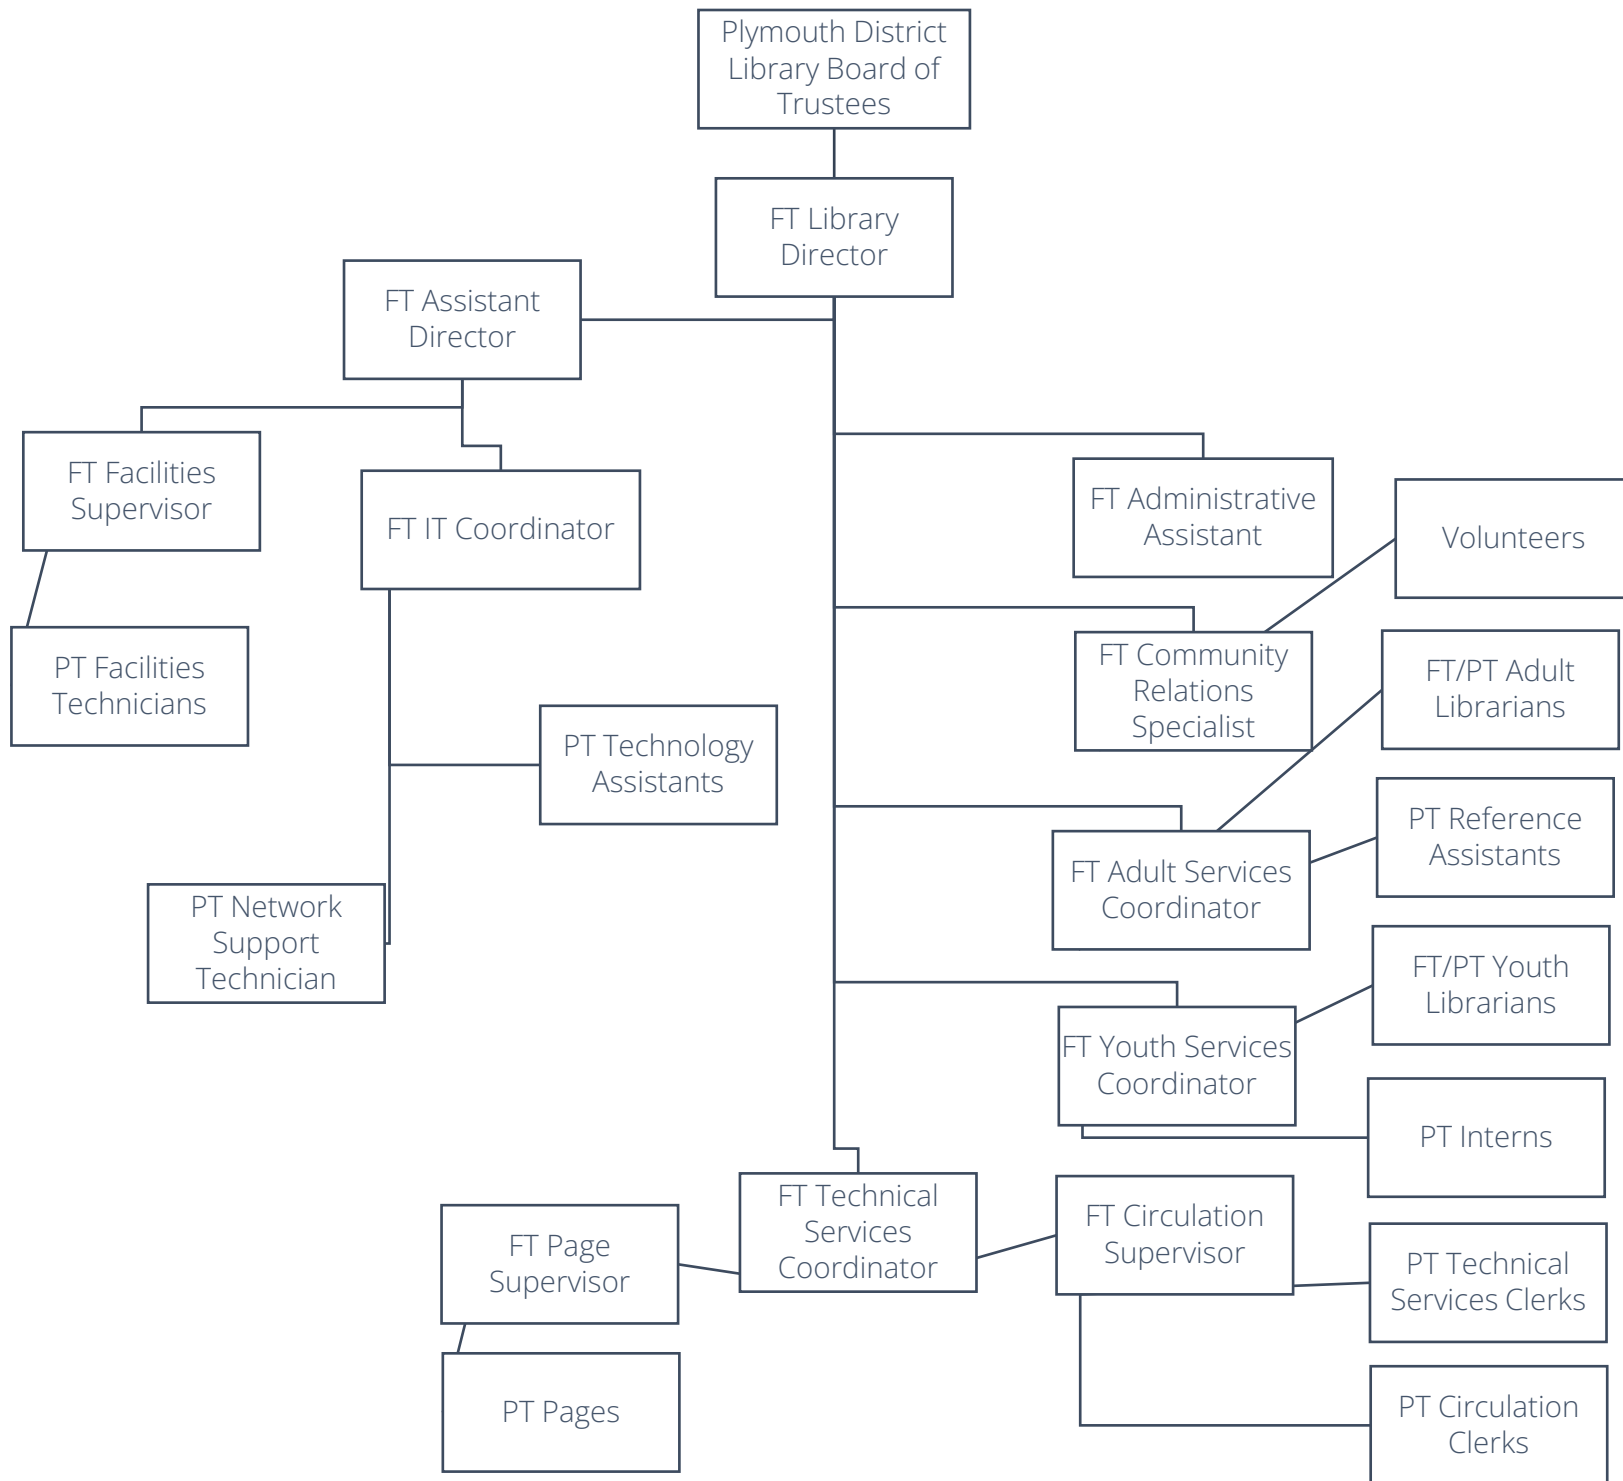 Plymouth District
Library Board of
Trustees
FT Library
Director
FT Assistant
Director
FT Facilities
Supervisor
FT IT Coordinator
FT Administrative
Assistant
Volunteers
PT Facilities
Technicians
FT Community
Relations
Specialist
FT/PT Adult
Librarians
PT Technology
Assistants
PT Reference
Assistants
FT Adult Services
Coordinator
PT Network
Support
Technician
FT/PT Youth
Librarians
FT Youth Services
Coordinator
PT Interns
FT Technical
Services
Coordinator
FT Circulation
Supervisor
FT Page
Supervisor
PT Technical
Services Clerks
PT Pages
PT Circulation
Clerks